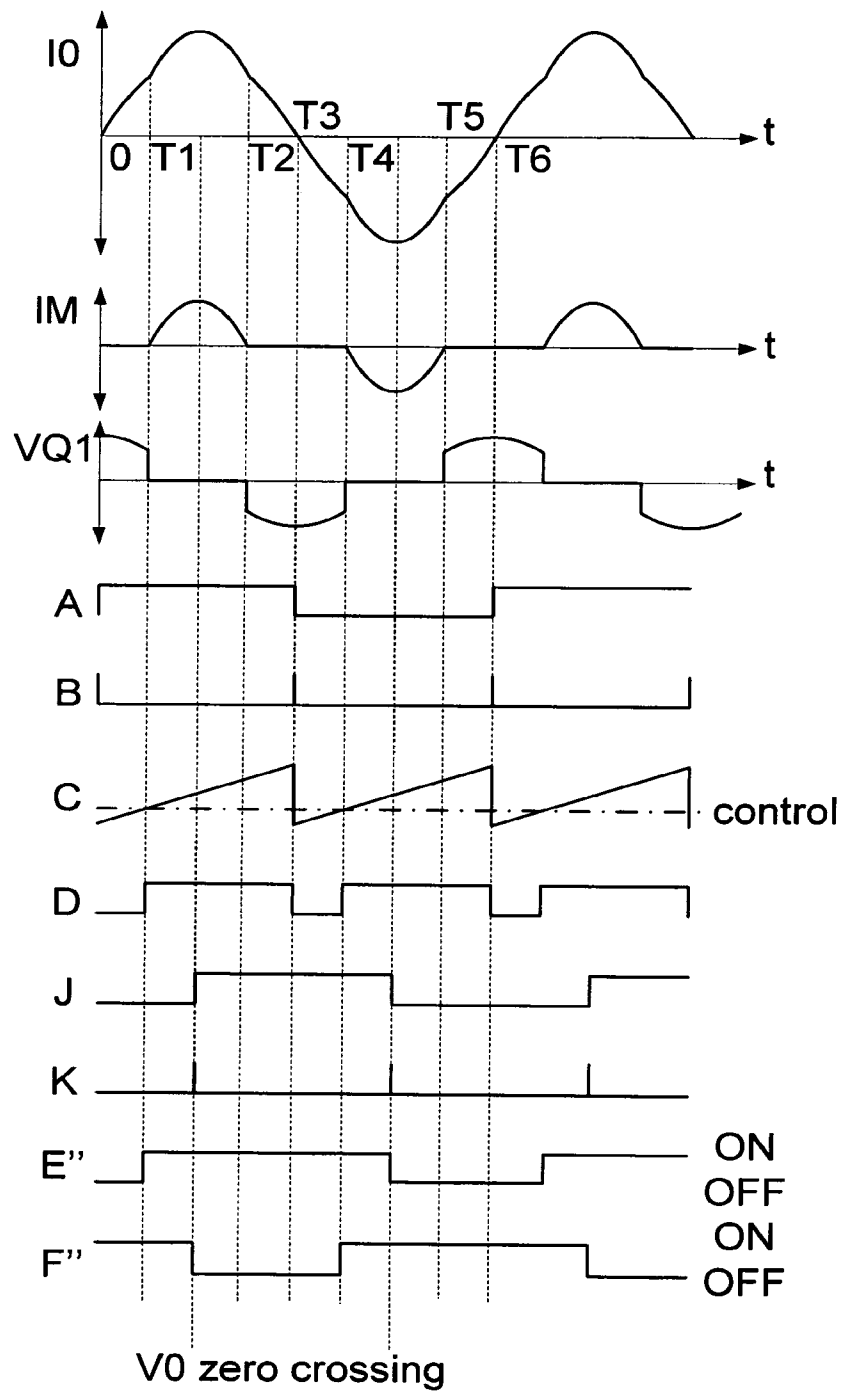 I0
T3
T5
t
0
T1
T2
T4
T6
IM
t
VQ1
t
A
B
C
control
D
J
K
E”
ON
OFF
F”
ON
OFF
V0 zero crossing